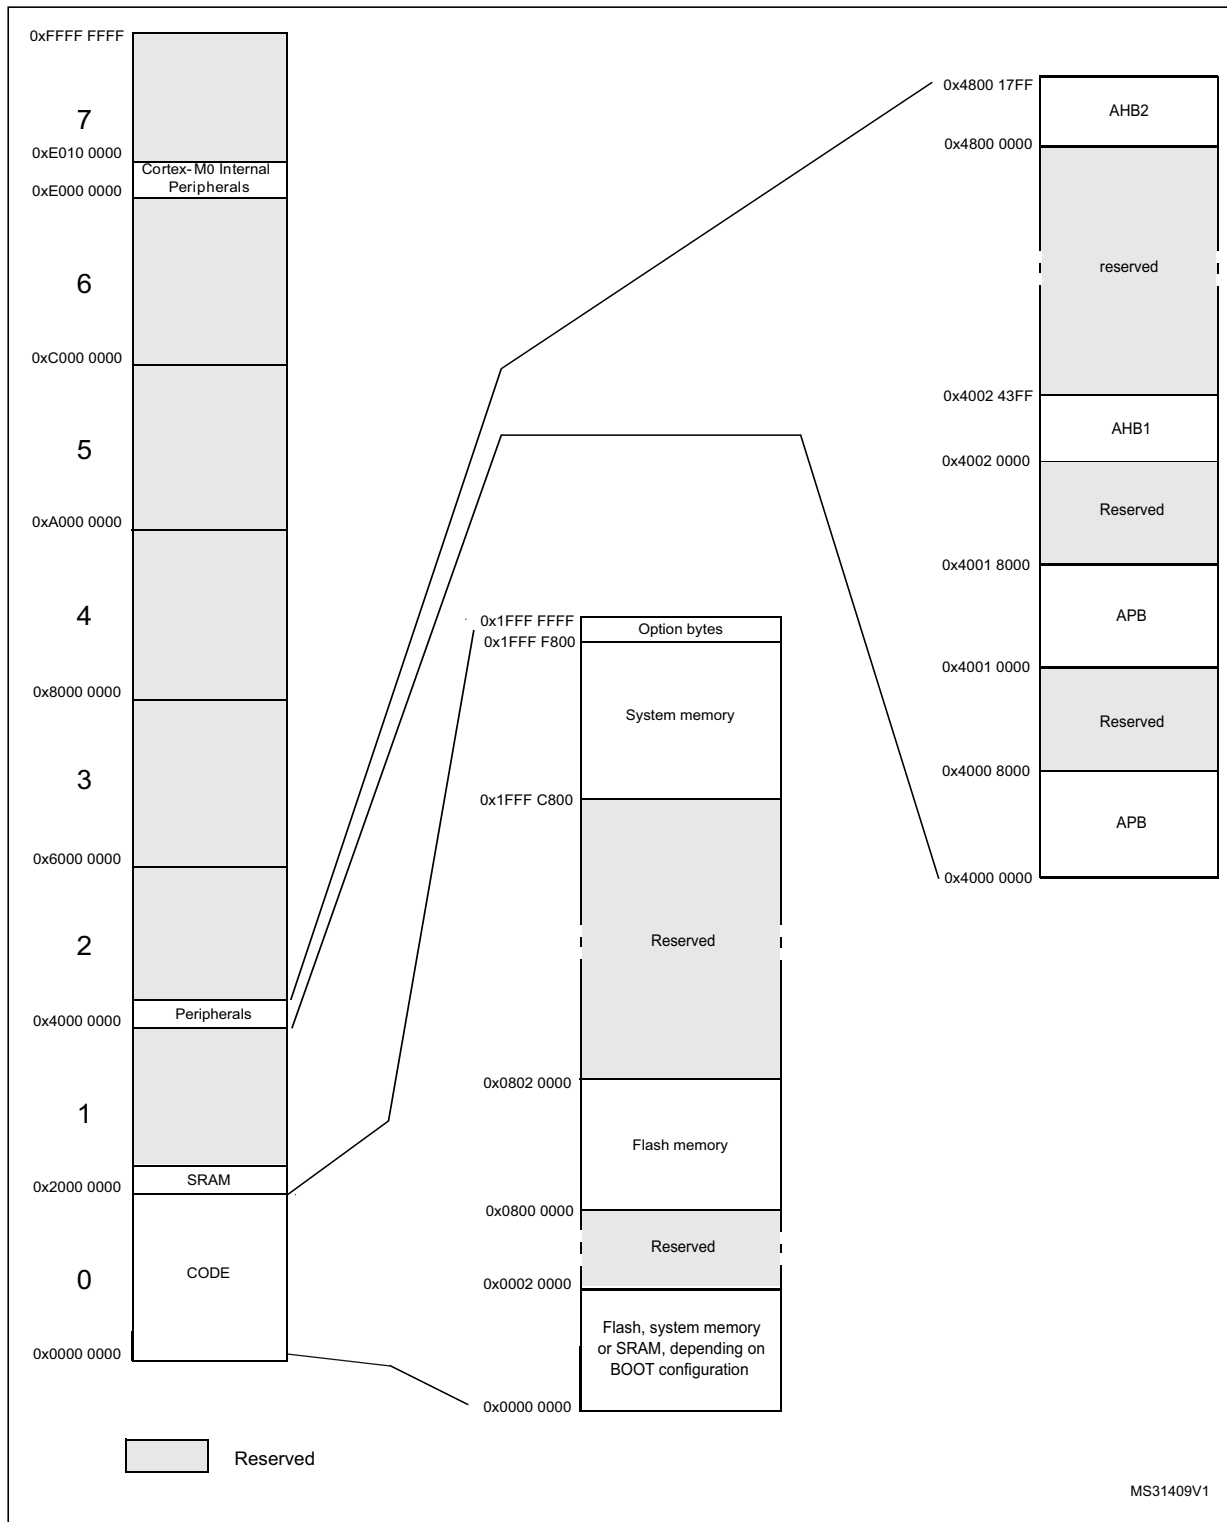 0xFFFF FFFF
7
0xE010 0000
Cortex-M0 Internal
Peripherals
0xE000 0000
6
0xC000 0000
5
0xA000 0000
4
0x8000 0000
3
0x6000 0000
2
Peripherals
0x4000 0000
1
SRAM
0x2000 0000
CODE
0
0x0000 0000
Reserved
0x1FFF FFFF
Option bytes
0x1FFF F800
System memory
0x1FFF C800
Reserved
0x0802 0000
Flash memory
0x0800 0000
Reserved
0x0002 0000
Flash, system memory
or SRAM, depending on
BOOT configuration
0x0000 0000
0x4800 17FF
AHB2
0x4800 0000
reserved
0x4002 43FF
AHB1
0x4002 0000
Reserved
0x4001 8000
APB
0x4001 0000
Reserved
0x4000 8000
APB
0x4000 0000
MS31409V1